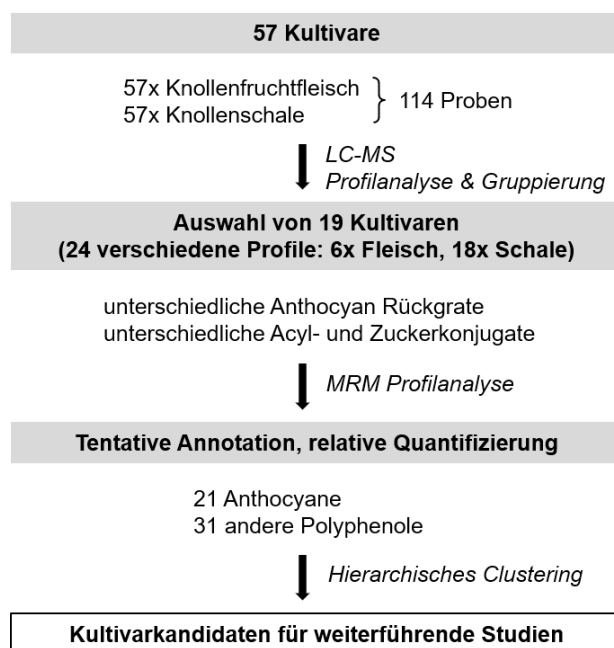 57 Kultivare
57x Knollenfruchtfleisch
57x Knollenschale
114 Proben
LC-MS
Profilanalyse & Gruppierung
Auswahl von 19 Kultivaren
(24 verschiedene Profile: 6x Fleisch, 18x Schale)
unterschiedliche Anthocyan Rückgrate
unterschiedliche Acyl- und Zuckerkonjugate
MRM Profilanalyse
Tentative Annotation, relative Quantifizierung
21 Anthocyane
31 andere Polyphenole
Hierarchisches Clustering
Kultivarkandidaten für weiterführende Studien